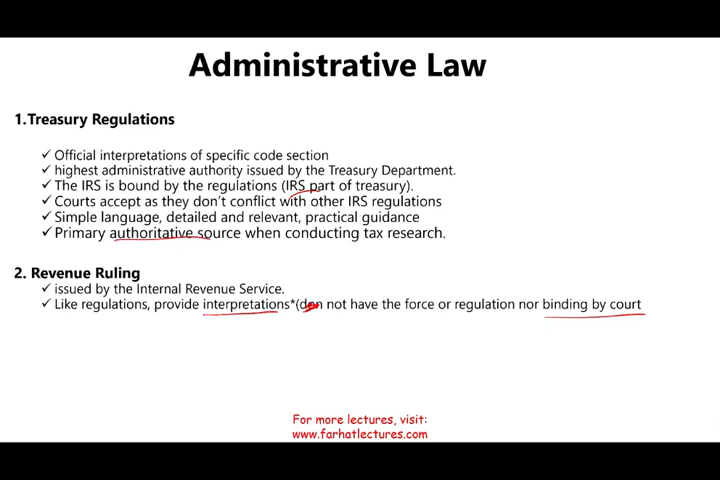 Administrative Law
1.Treasury Regulations
✓ Official interpretations of specific code section
✓ highest administrative authority issued by the Treasury Department.
✓ The IRS is bound by the regulations (IRS part of treasury).
✓ Courts accept as they don't conflict with other IRS regulations
✓ Simple language, detailed and relevant, practical guidance
✓ Primary authoritative source when conducting tax research.
2. Revenue Ruling
✓ issued by the Internal Revenue Service.
✓ Like regulations, provide interpretations*( not have the force or regulation nor binding by court
For more lectures, visit:
www.farhatlectures.com